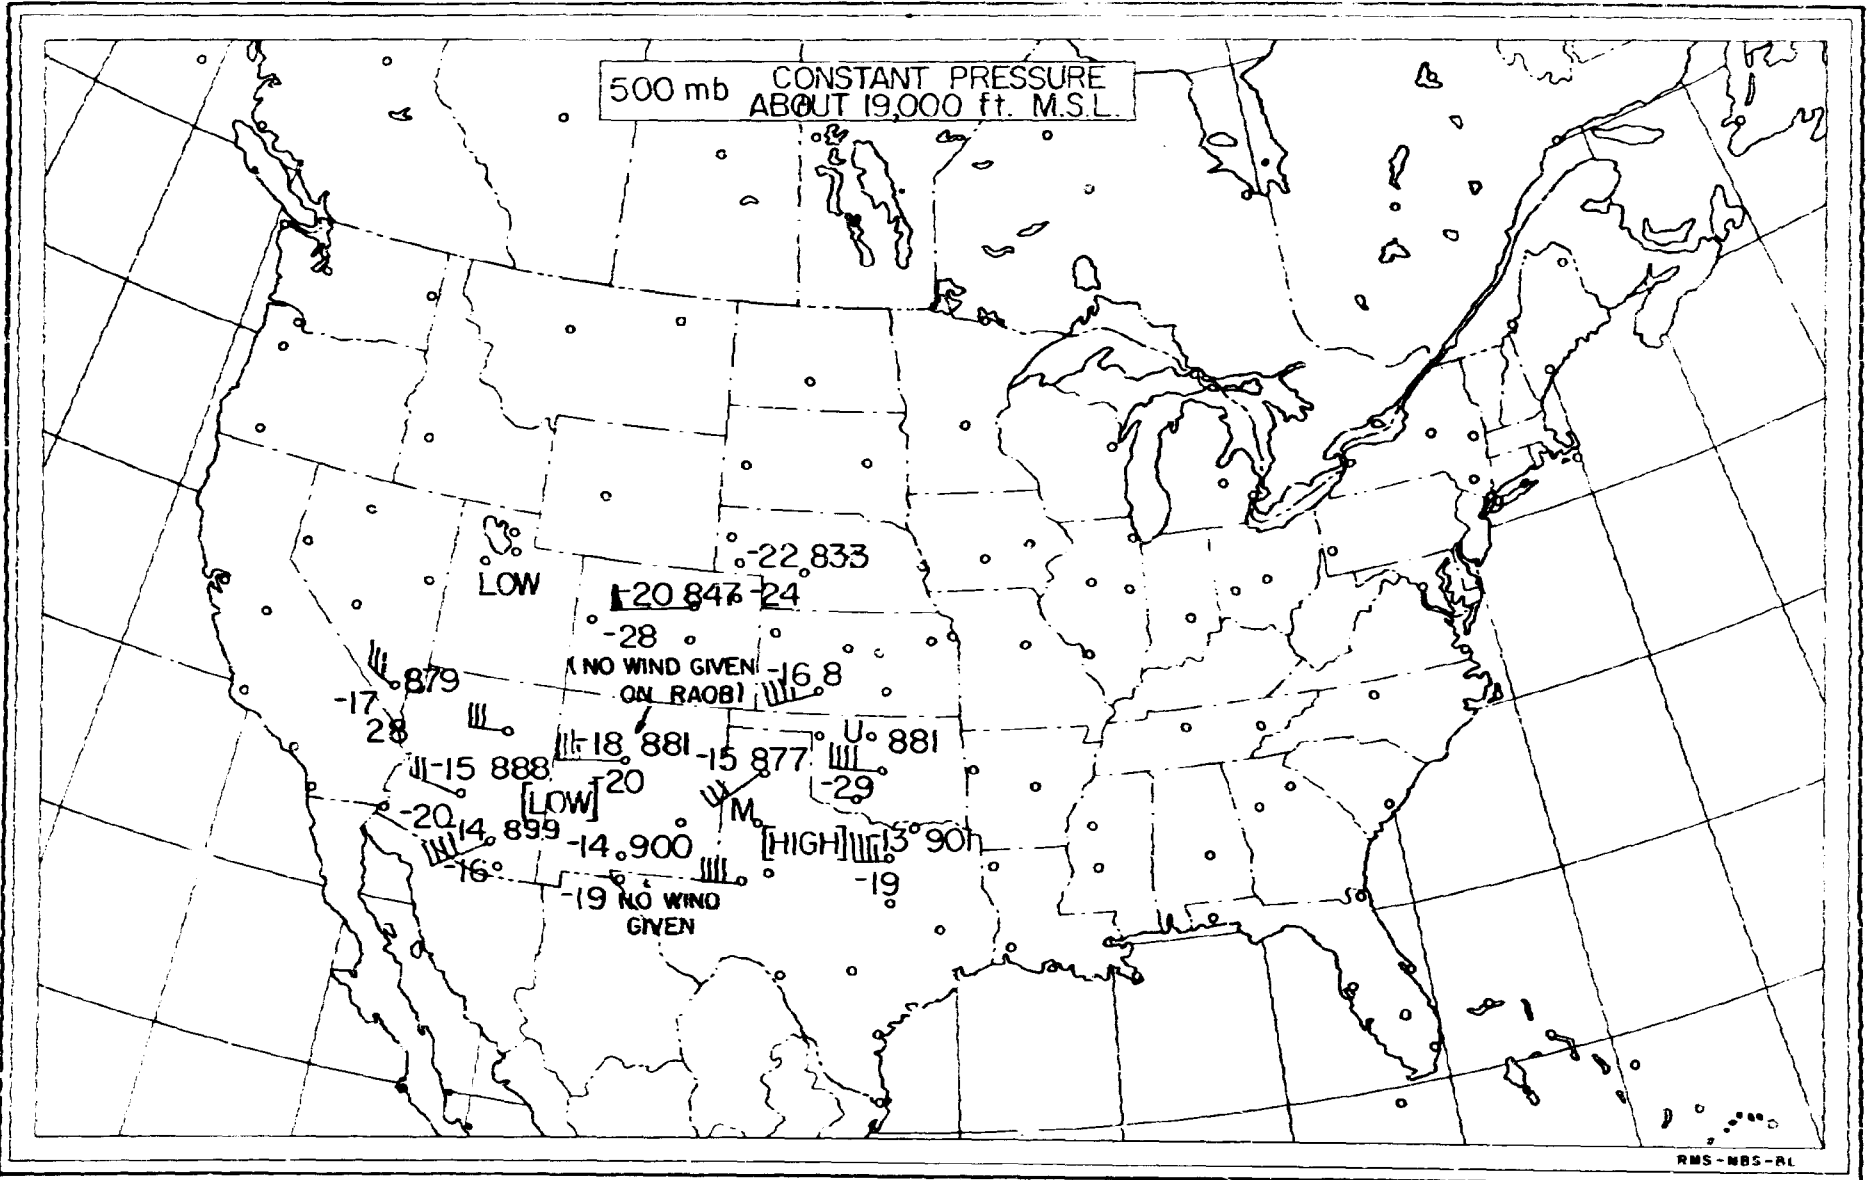 500 mb CONSTANT PRESSURE
ABOUT 19,000 ft. M.S.L.
-22 833
LOW
-20 847 -24
-28
(NO WIND GIVEN
ON RAOB)
-16 8
879
-17
28
U 881
-18 881
-15 877
-15 888
-20
-29
[LOW]
M
-20
-14 899
-14 900
[HIGH]
13 901
-16
-19
-19 NO WIND
GIVEN
RMS-NBS-BL